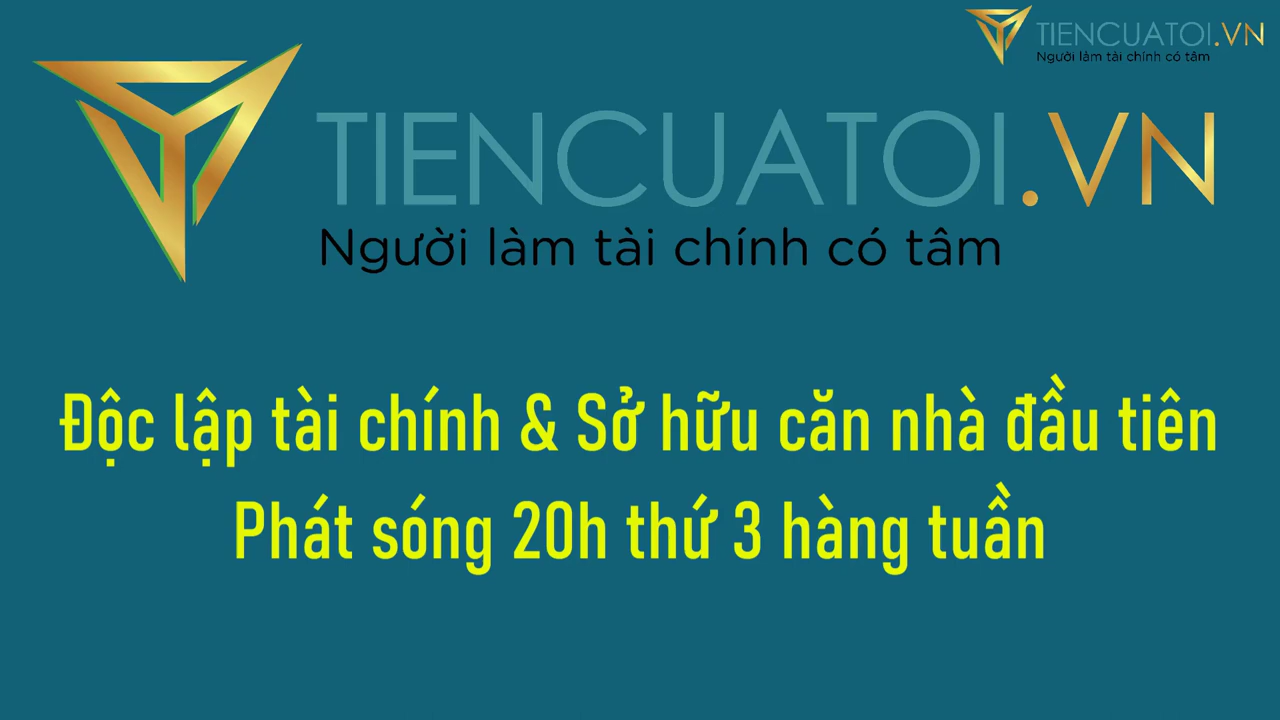 TIENCUATOI.VN
Người làm tài chính có tâm
TIENCUATOI.VN
Người làm tài chính có tâm
Độc lập tài chính & Sở hữu căn nhà đầu tiên
Phát sóng 20h thứ 3 hàng tuần